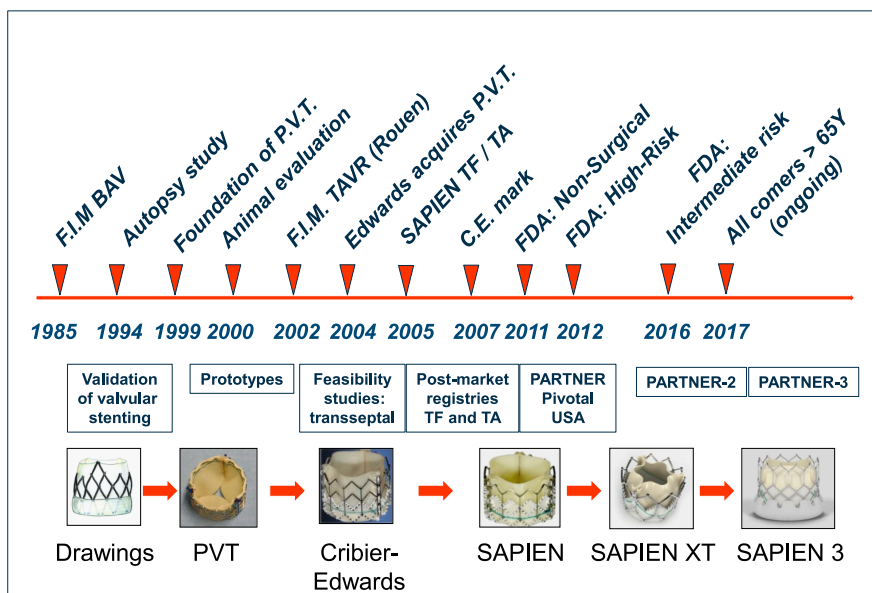 F.I.M BAV
Autopsy study
Foundation of P.V.T.
Animal evaluation
F.I.M. TAVR (Rouen)
Edwards acquires P.V.T.
SAPIEN TF / TA
C.E. mark
FDA: Non-Surgical
FDA: High-Risk
FDA:
Intermediate risk
All comers > 65Y
(ongoing)
1985 1994 1999 2000 2002 2004 2005 2007 2011 2012 2016 2017
Validation
of valvular
stenting
Prototypes
Feasibility
studies:
transseptal
Post-market
registries
TF and TA
PARTNER
Pivotal
USA
PARTNER-2
PARTNER-3
Drawings
PVT
Cribier-
Edwards
SAPIEN
SAPIEN XT
SAPIEN 3